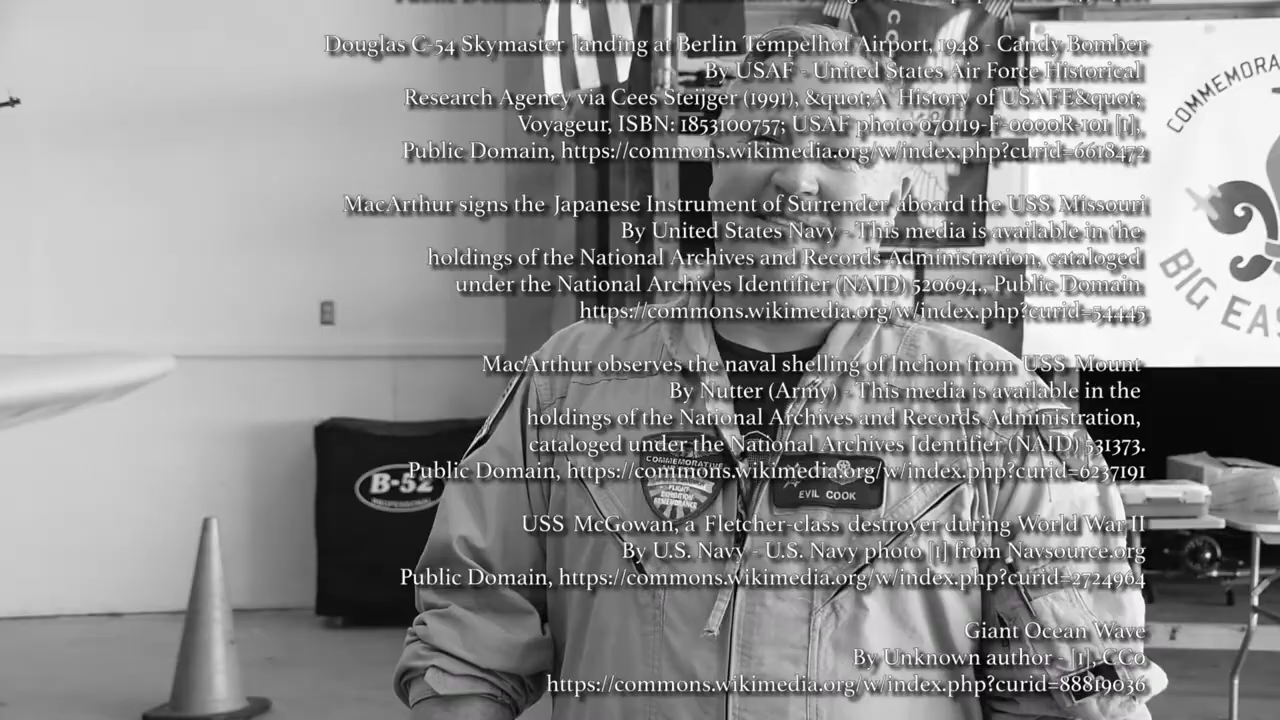 Douglas C-54 Skymaster landing at Berlin Tempelhof Airport, 1948 - Candy Bomber
By USAF - United States Air Force Historical
Research Agency via Cees Steijger (1991), &quot;A History of USAFE&quot;
Voyageur, ISBN: 1853100757; USAF photo 070119-F-0000R-101 [1],
Public Domain, https://commons.wikimedia.org/w/index.php?curid=6618472
MacArthur signs the Japanese Instrument of Surrender aboard the USS Missouri
By United States Navy - This media is available in the
holdings of the National Archives and Records Administration, cataloged
under the National Archives Identifier (NAID) 520694., Public Domain
https://commons.wikimedia.org/w/index.php?curid=54445
MacArthur observes the naval shelling of Inchon from USS Mount
By Nutter (Army) - This media is available in the
holdings of the National Archives and Records Administration,
cataloged under the National Archives Identifier (NAID) 531373.
Public Domain, https://commons.wikimedia.org/w/index.php?curid=6237191
USS McGowan, a Fletcher-class destroyer during World War II
By U.S. Navy - U.S. Navy photo [1] from Navsource.org
Public Domain, https://commons.wikimedia.org/w/index.php?curid=2724964
Giant Ocean Wave
By Unknown author - [1], CC0
https://commons.wikimedia.org/w/index.php?curid=88819036
COMMEMORA
BIG EA
B-52
COMMEMORATIVE
EVIL COOK